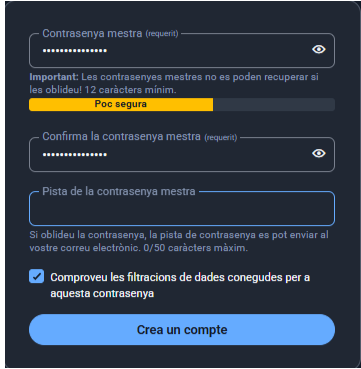 Contrasenya mestra (requerit)
•••••••••••••••
Important: Les contrasenyes mestres no es poden recuperar si
les oblideu! 12 caràcters mínim.
Poc segura
Confirma la contrasenya mestra (requerit)
•••••••••••••••
Pista de la contrasenya mestra
Si oblideu la contrasenya, la pista de contrasenya es pot enviar al
vostre correu electrònic. 0/50 caràcters màxim.
Comproveu les filtracions de dades conegudes per a
aquesta contrasenya
Crea un compte